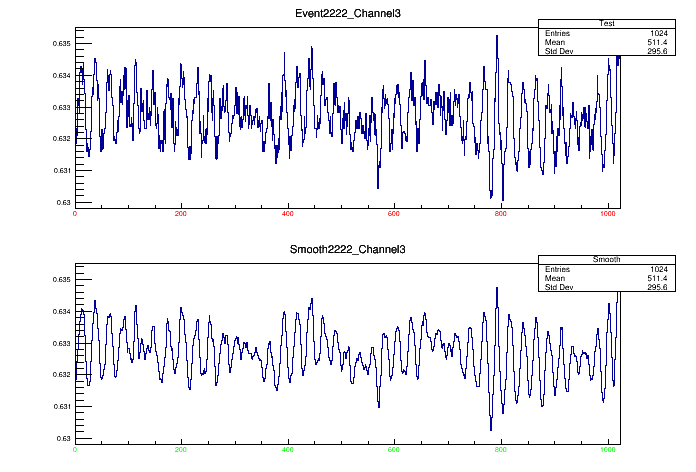 Event2222_Channel3
Test
Entries 1024
Mean 511.4
Std Dev 295.6
0.635
0.634
0.633
0.632
0.631
0.63
0 200 400 600 800 1000
Smooth2222_Channel3
Smooth
Entries 1024
Mean 511.4
Std Dev 295.6
0.635
0.634
0.633
0.632
0.631
0.63
0 200 400 600 800 1000